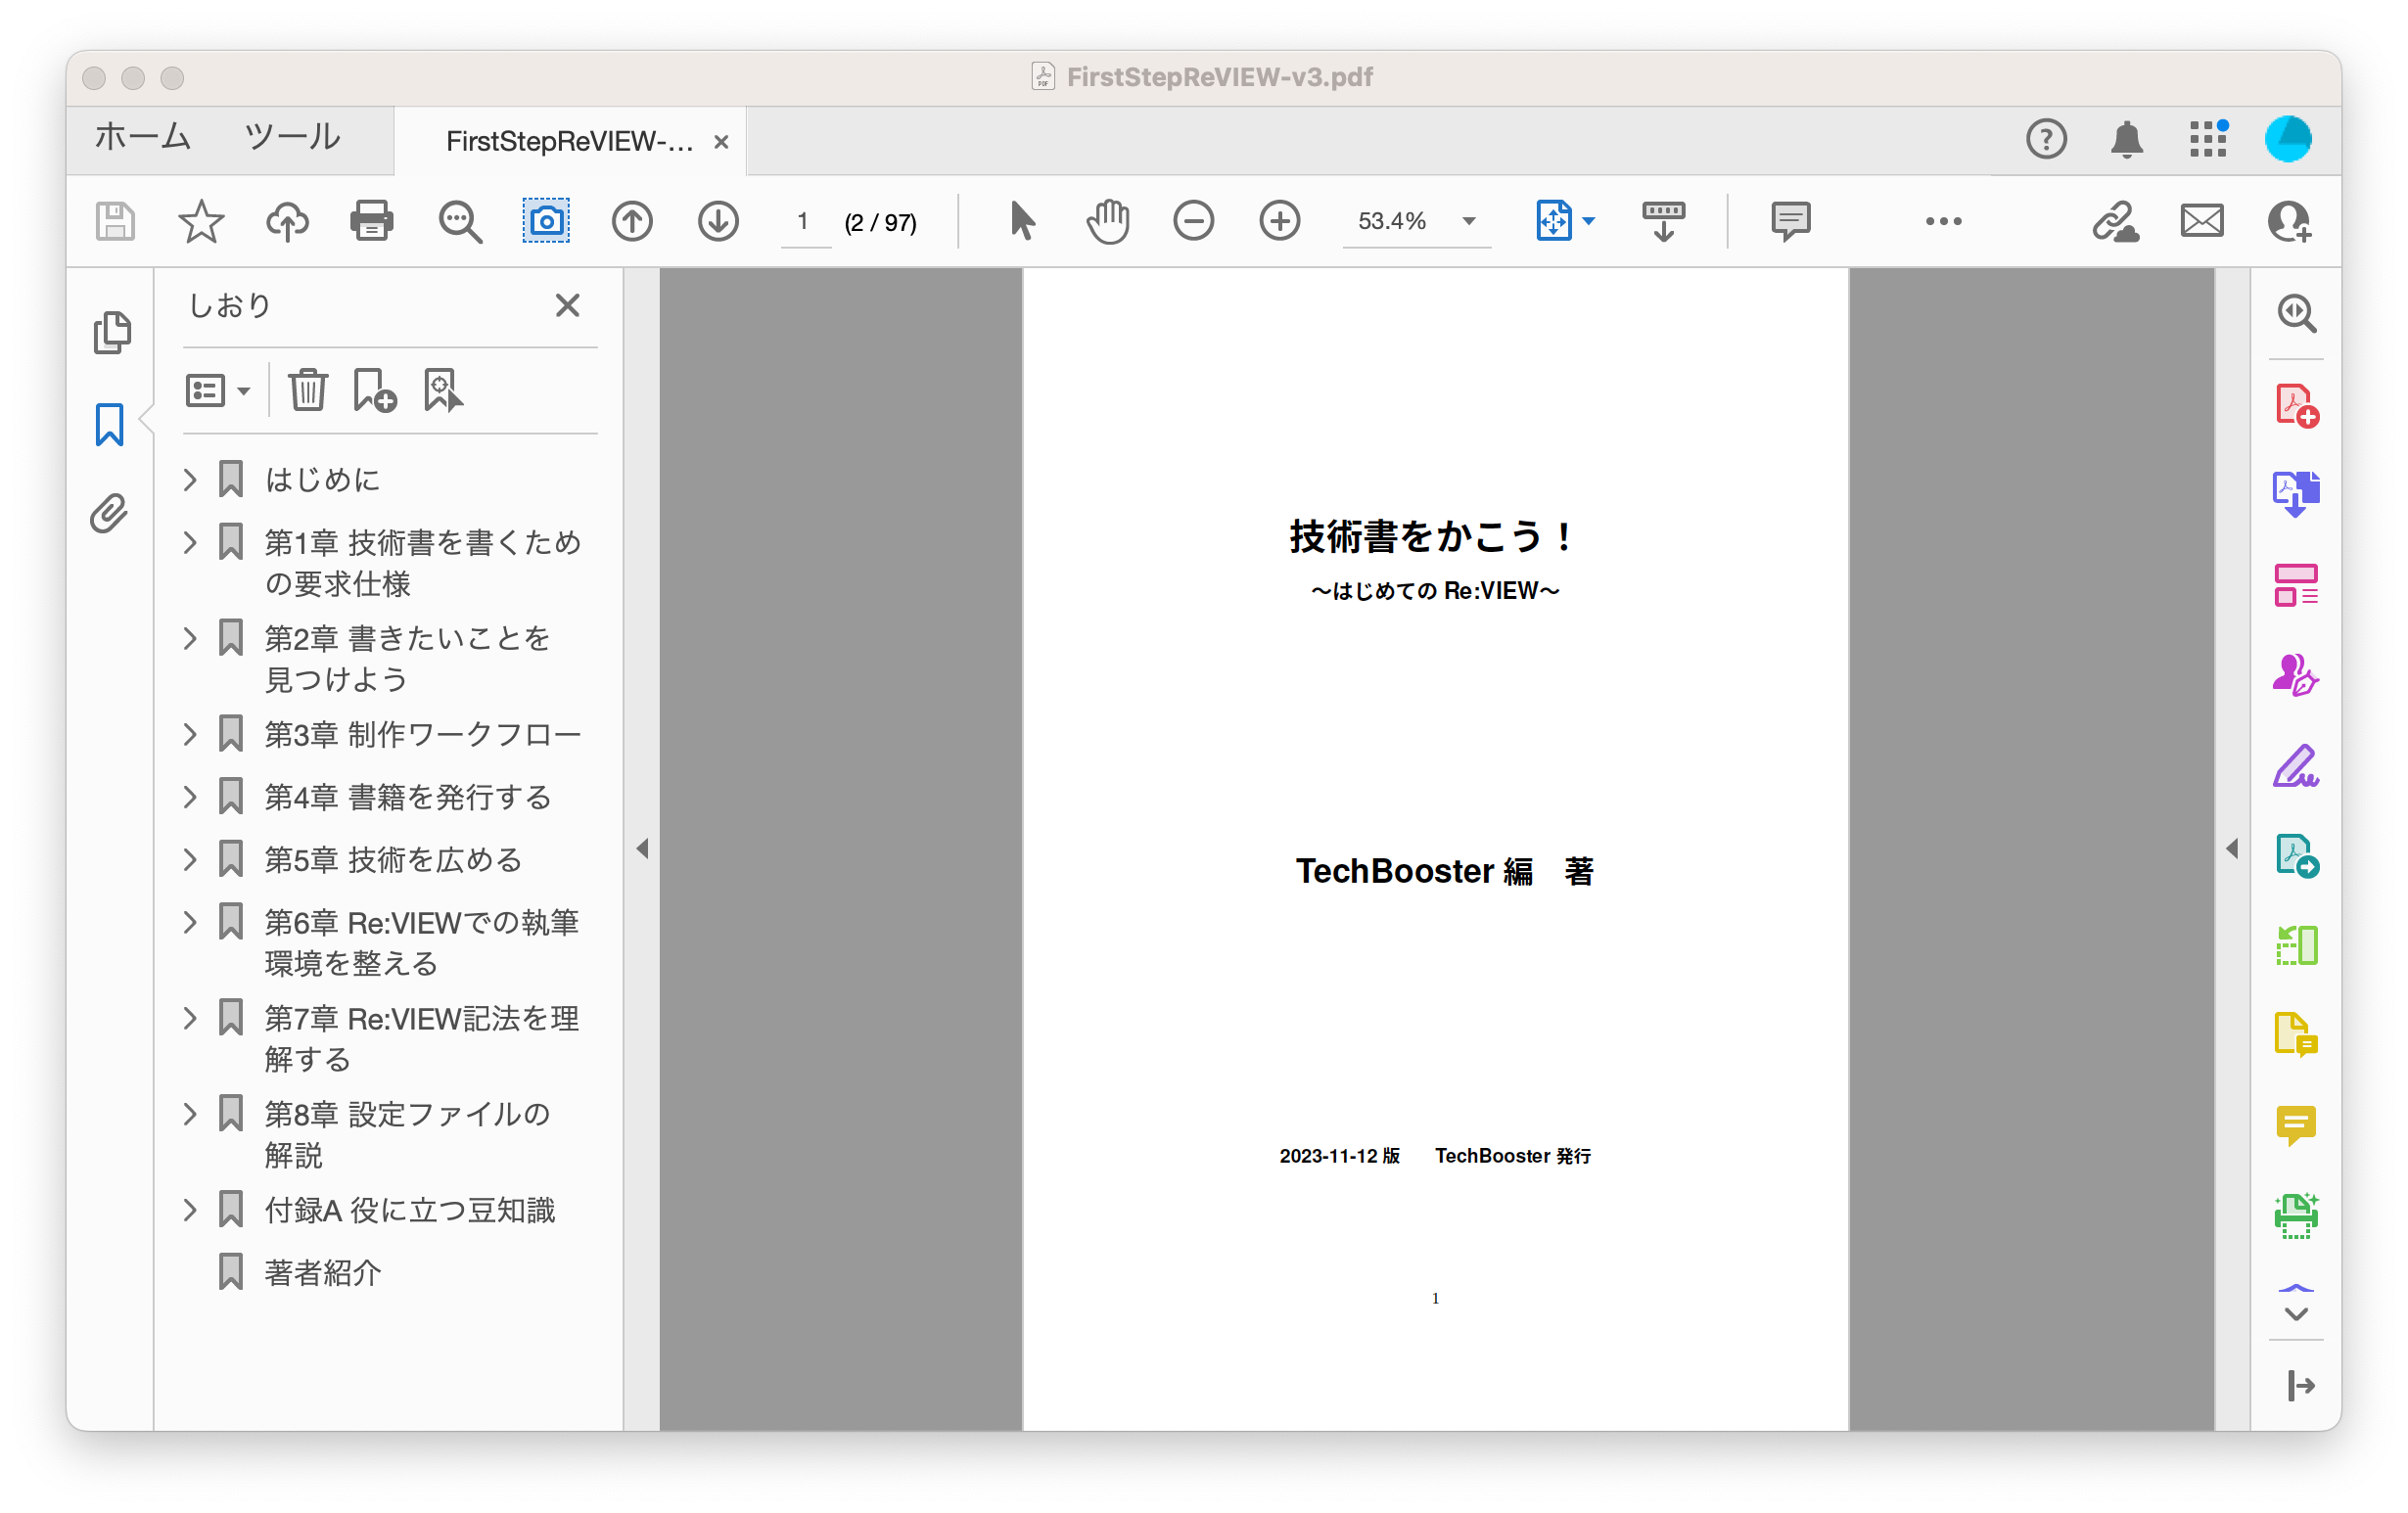 FirstStepReVIEW-v3.pdf
ホーム ツール FirstStepReVIEW-... ×
1 (2 / 97) 53.4%
しおり
はじめに
第1章 技術書を書くため
の要求仕様
第2章 書きたいことを
見つけよう
第3章 制作ワークフロー
第4章 書籍を発行する
第5章 技術を広める
第6章 Re:VIEWでの執筆
環境を整える
第7章 Re:VIEW記法を理
解する
第8章 設定ファイルの
解説
付録A 役に立つ豆知識
著者紹介
技術書をかこう！
〜はじめての Re:VIEW〜
TechBooster 編　著
2023-11-12 版　TechBooster 発行
1